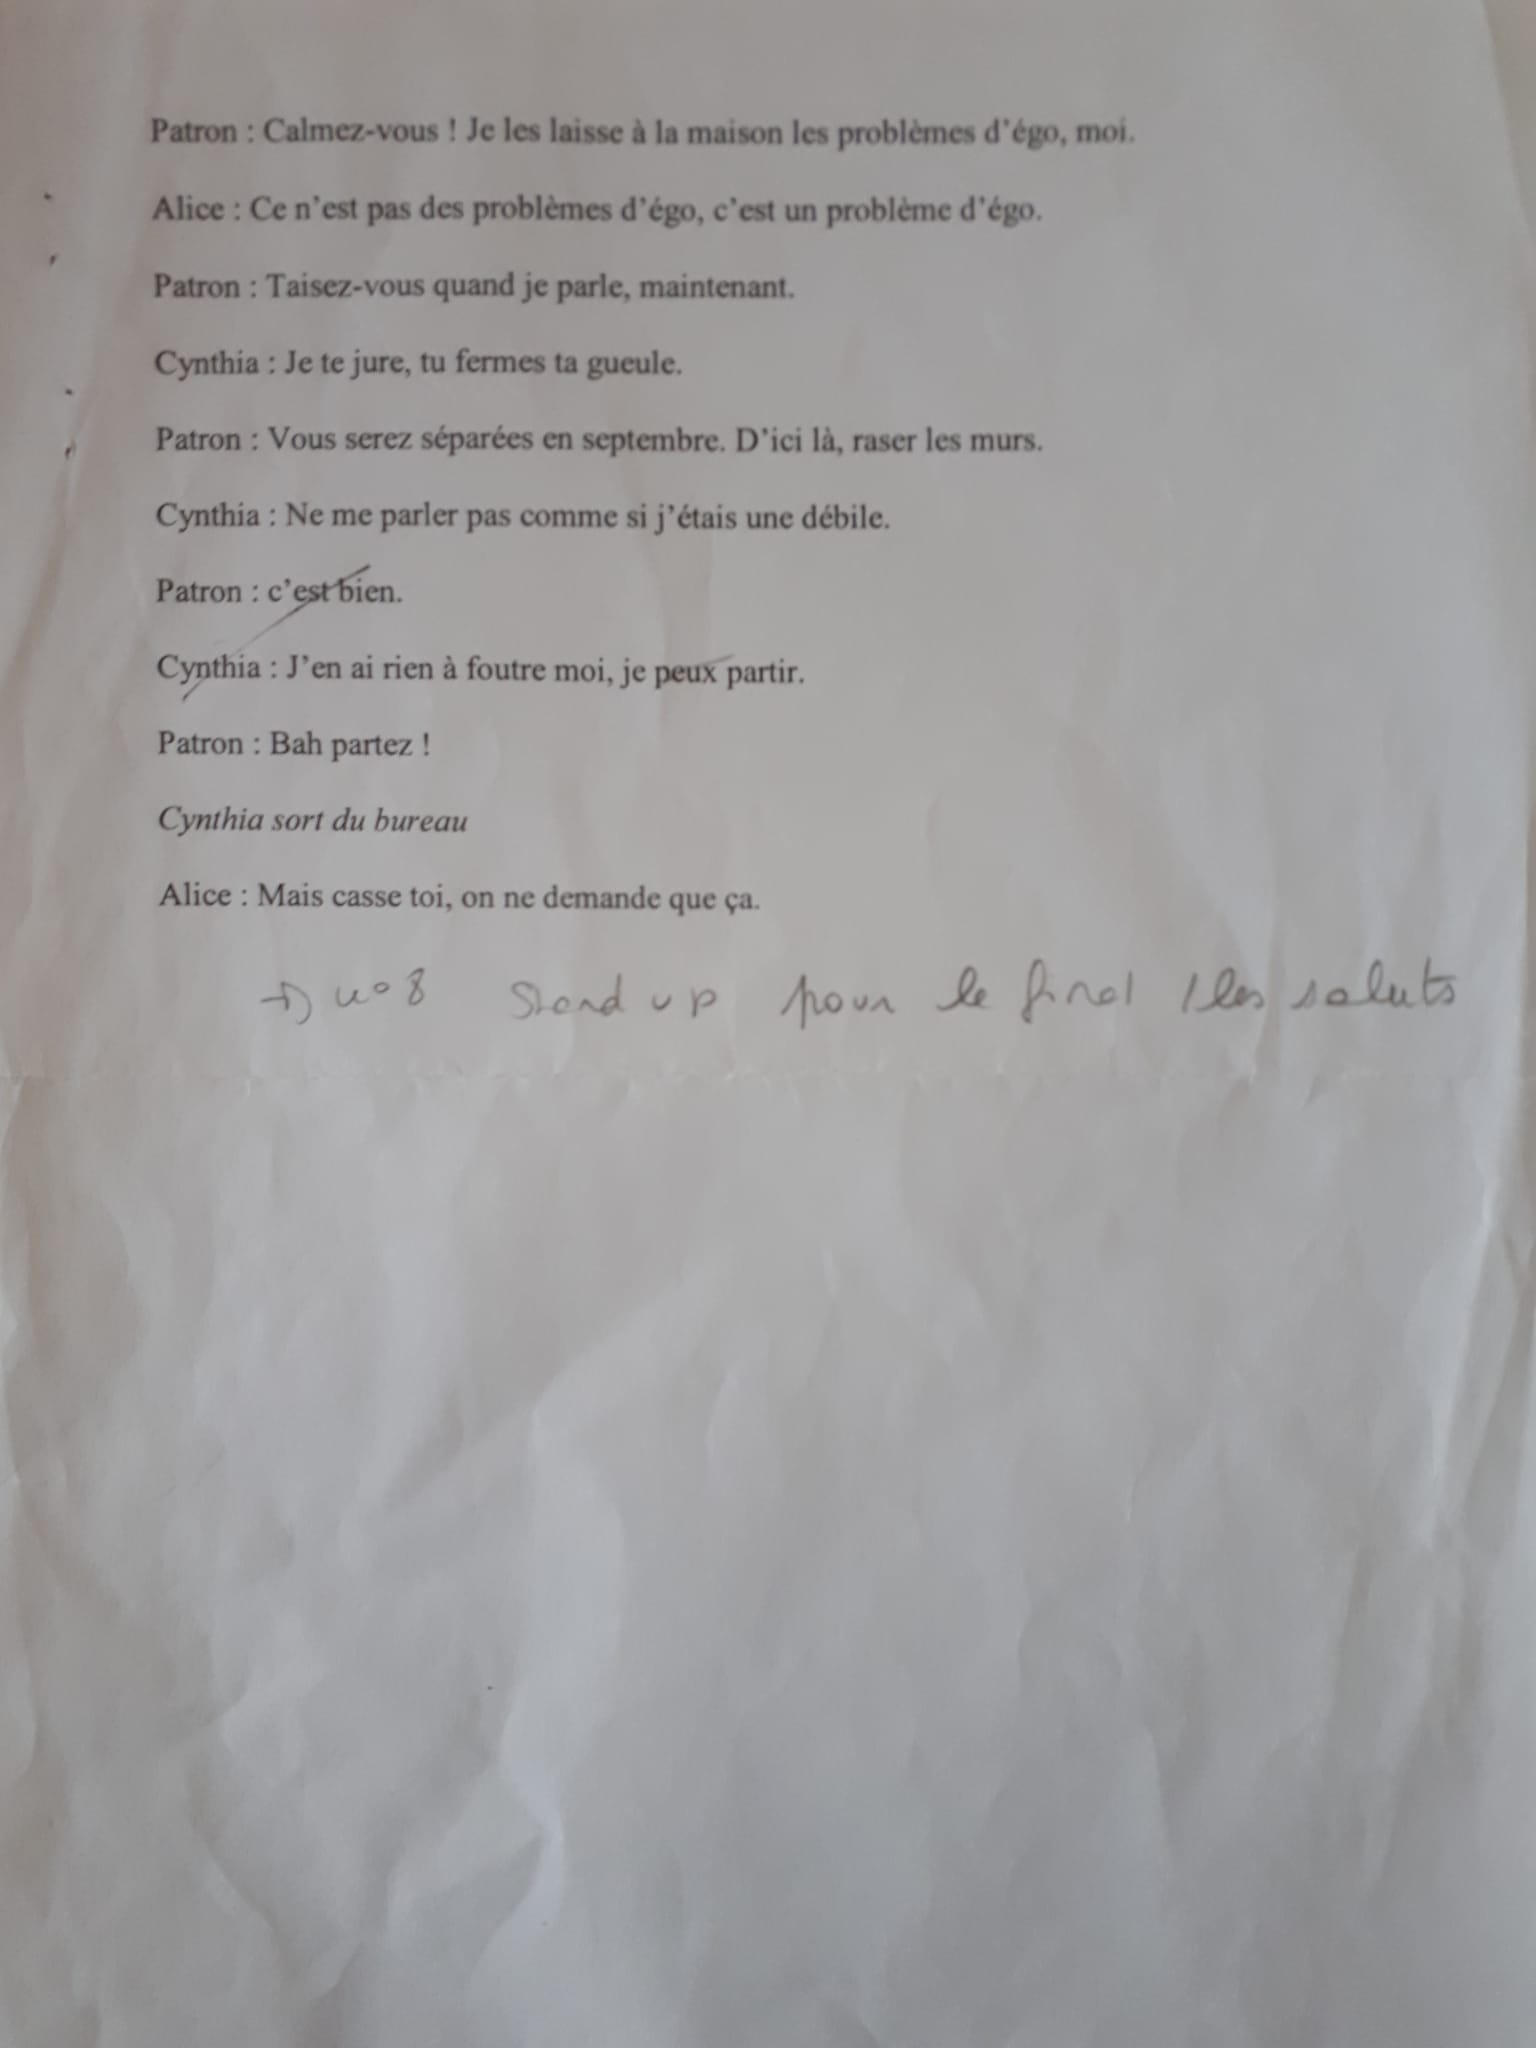 Patron : Calmez-vous ! Je les laisse à la maison les problèmes d'égo, moi.
Alice : Ce n'est pas des problèmes d'égo, c'est un problème d'égo.
Patron : Taisez-vous quand je parle, maintenant.
Cynthia : Je te jure, tu fermes ta gueule.
Patron : Vous serez séparées en septembre. D'ici là, raser les murs.
Cynthia : Ne me parler pas comme si j'étais une débile.
Patron : c'est bien.
Cynthia : J'en ai rien à foutre moi, je peux partir.
Patron : Bah partez !
Cynthia sort du bureau
Alice : Mais casse toi, on ne demande que ça.
→ n°8 Stand up pour le final / les saluts